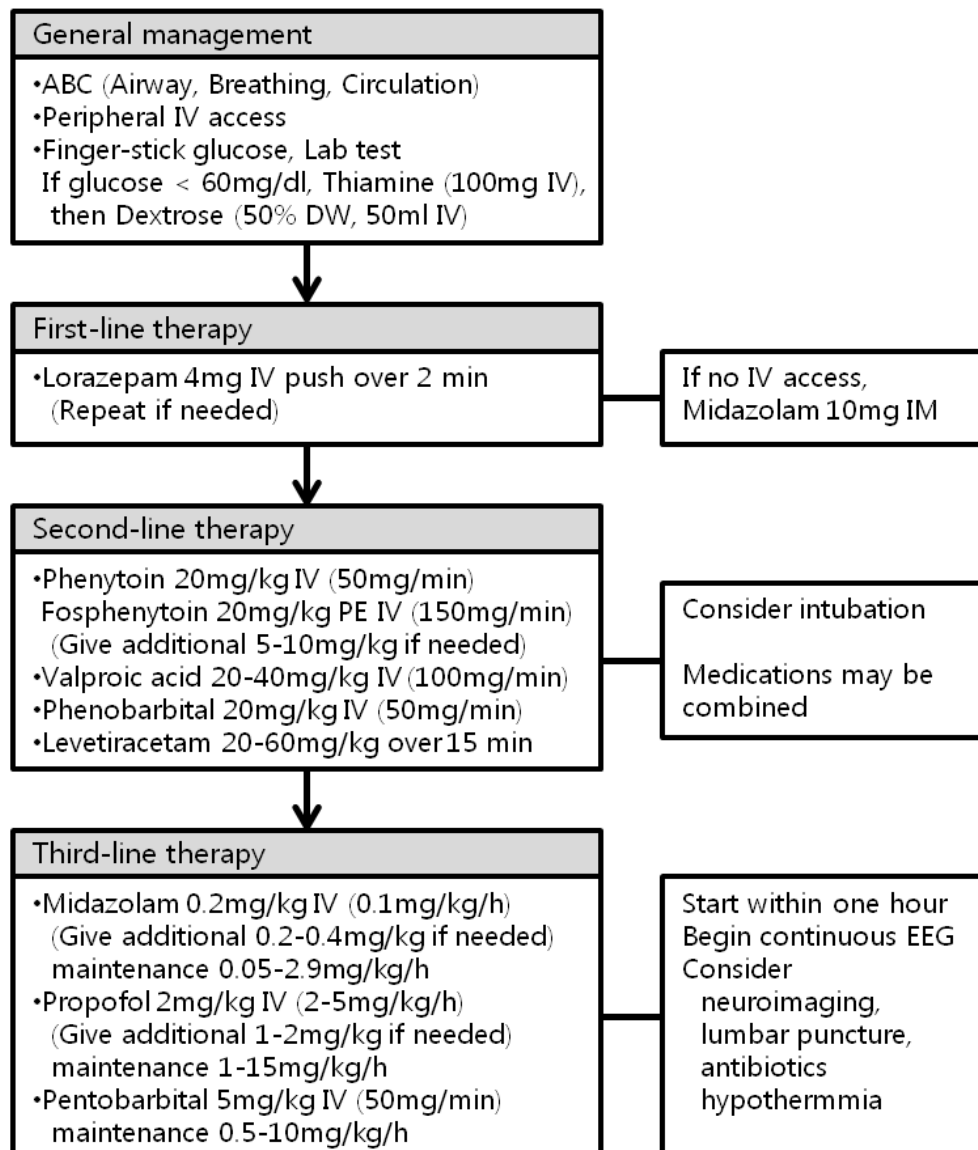 General management
•ABC (Airway, Breathing, Circulation)
•Peripheral IV access
•Finger-stick glucose, Lab test
If glucose < 60mg/dl, Thiamine (100mg IV),
then Dextrose (50% DW, 50ml IV)
First-line therapy
•Lorazepam 4mg IV push over 2 min
(Repeat if needed)
If no IV access,
Midazolam 10mg IM
Second-line therapy
•Phenytoin 20mg/kg IV (50mg/min)
Fosphenytoin 20mg/kg PE IV (150mg/min)
(Give additional 5-10mg/kg if needed)
•Valproic acid 20-40mg/kg IV (100mg/min)
•Phenobarbital 20mg/kg IV (50mg/min)
•Levetiracetam 20-60mg/kg over 15 min
Consider intubation
Medications may be
combined
Third-line therapy
•Midazolam 0.2mg/kg IV (0.1mg/kg/h)
(Give additional 0.2-0.4mg/kg if needed)
maintenance 0.05-2.9mg/kg/h
•Propofol 2mg/kg IV (2-5mg/kg/h)
(Give additional 1-2mg/kg if needed)
maintenance 1-15mg/kg/h
•Pentobarbital 5mg/kg IV (50mg/min)
maintenance 0.5-10mg/kg/h
Start within one hour
Begin continuous EEG
Consider
neuroimaging,
lumbar puncture,
antibiotics
hypothermmia